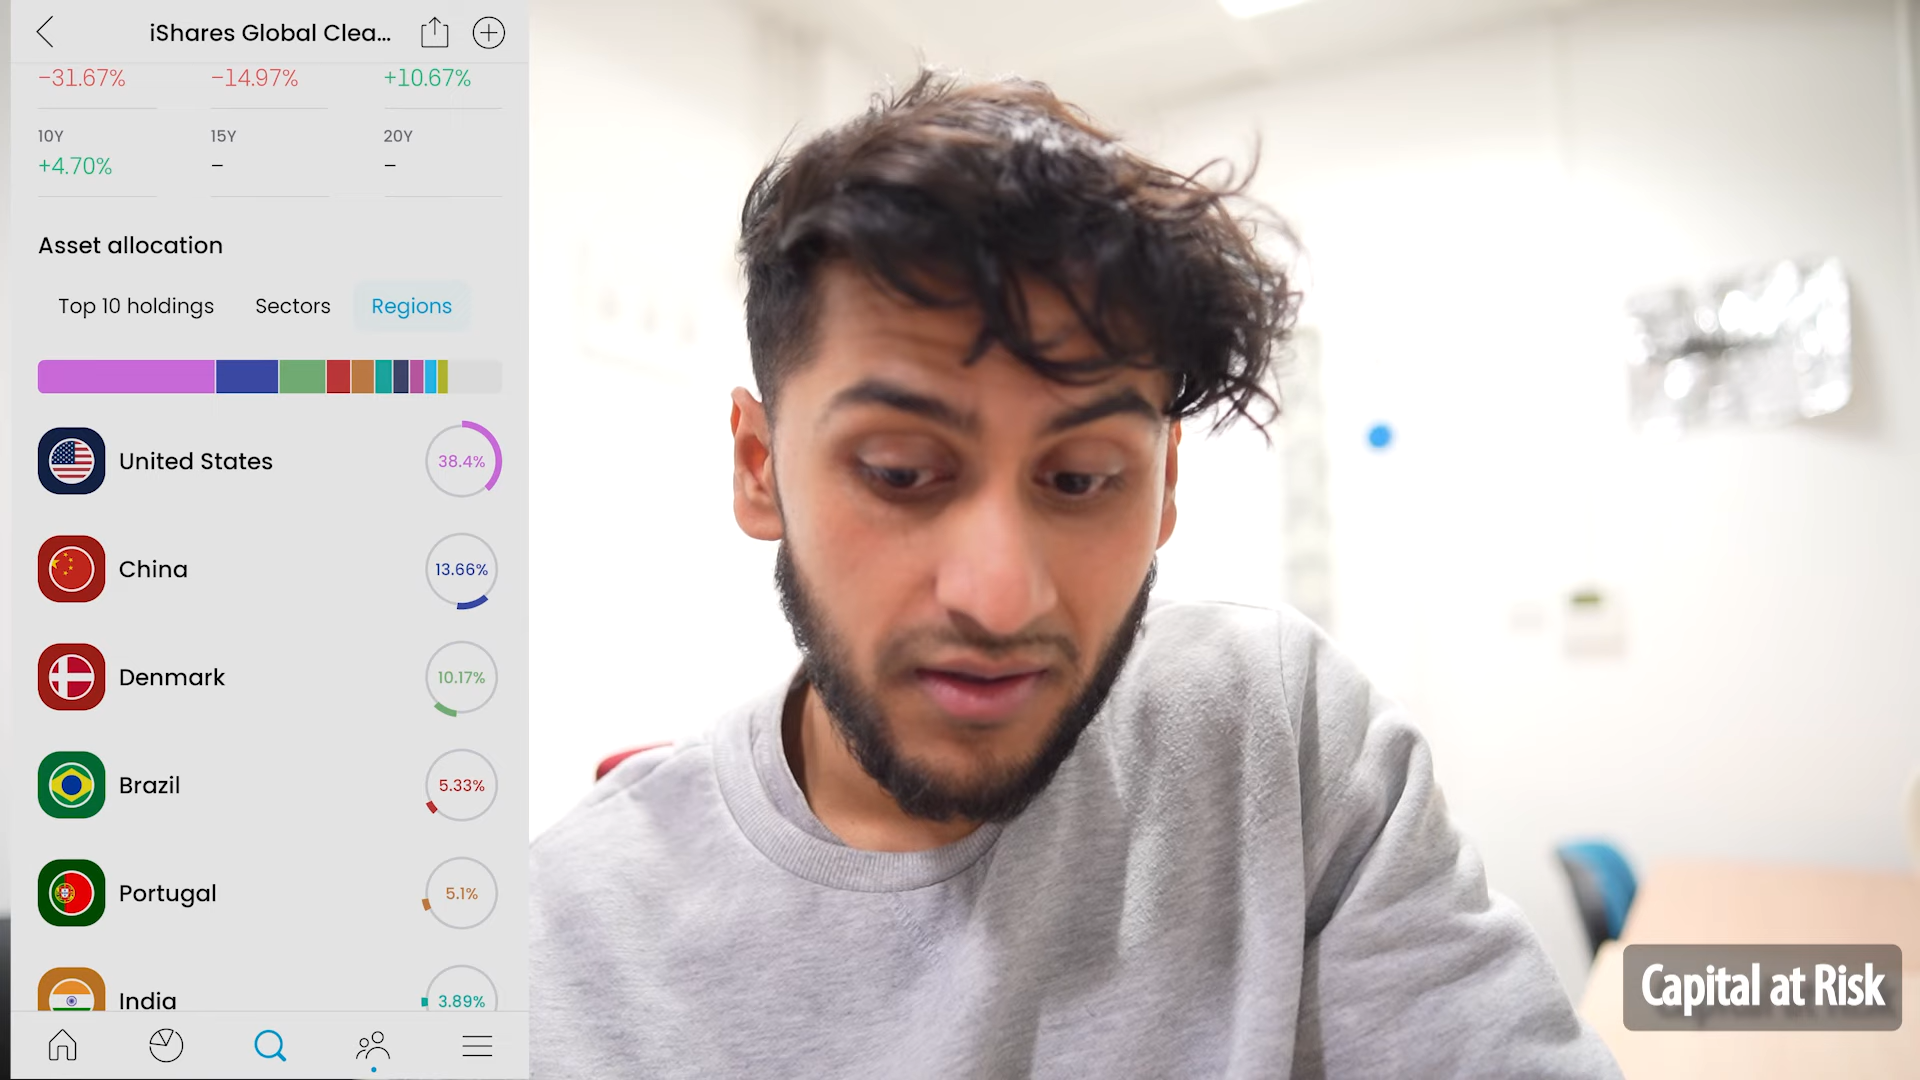 iShares Global Clea...
−31.67% −14.97% +10.67%
10Y 15Y 20Y
+4.70% – –
Asset allocation
Top 10 holdings Sectors Regions
United States 38.4%
China 13.66%
Denmark 10.17%
Brazil 5.33%
Portugal 5.1%
India 3.89%
Capital at Risk